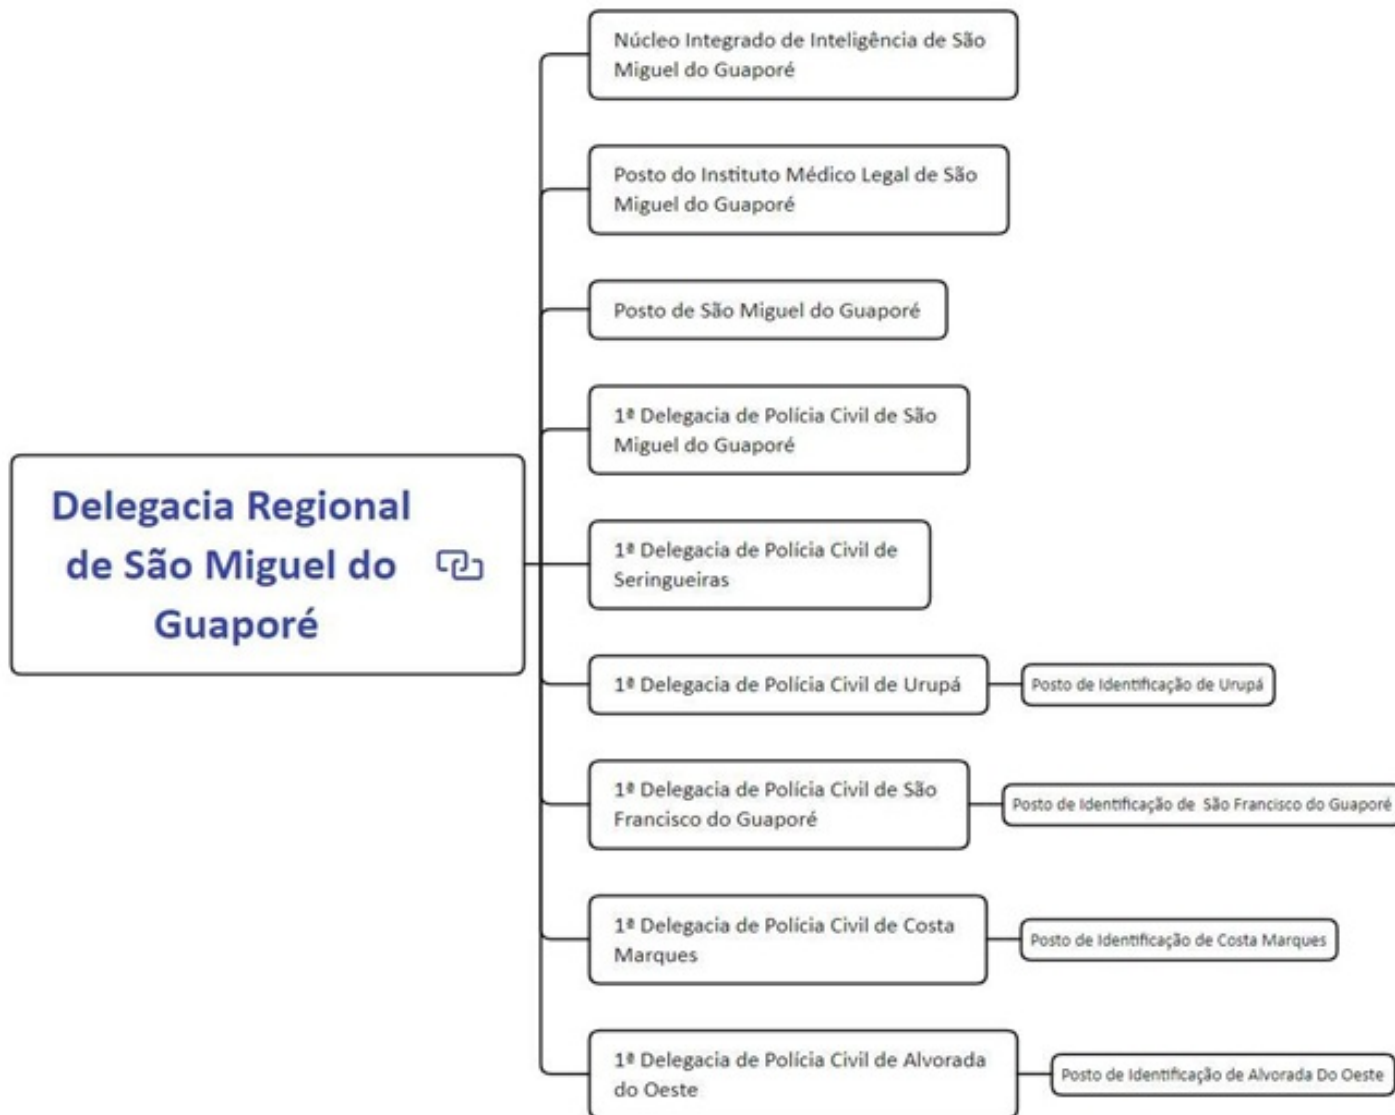 Núcleo Integrado de Inteligência de São
Miguel do Guaporé
Posto do Instituto Médico Legal de São
Miguel do Guaporé
Posto de São Miguel do Guaporé
1ª Delegacia de Polícia Civil de São
Miguel do Guaporé
Delegacia Regional
de São Miguel do
Guaporé
1ª Delegacia de Polícia Civil de
Seringueiras
1ª Delegacia de Polícia Civil de Urupá
Posto de Identificação de Urupá
1ª Delegacia de Polícia Civil de São
Francisco do Guaporé
Posto de Identificação de São Francisco do Guaporé
1ª Delegacia de Polícia Civil de Costa
Marques
Posto de Identificação de Costa Marques
1ª Delegacia de Polícia Civil de Alvorada
do Oeste
Posto de Identificação de Alvorada Do Oeste